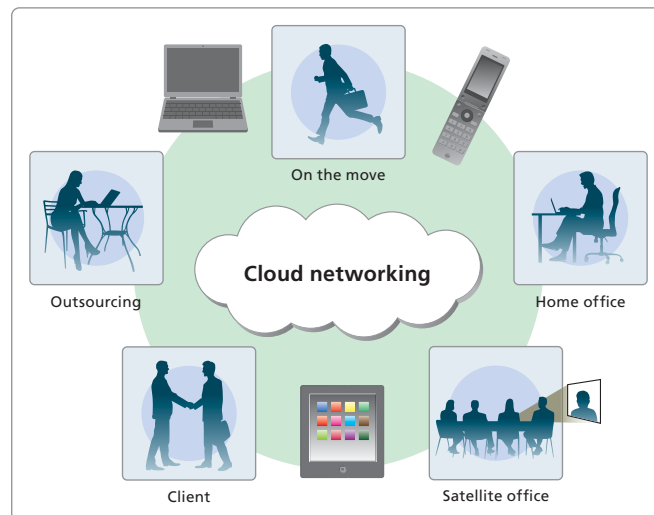 On the move
Outsourcing
Cloud networking
Home office
Client
Satellite office